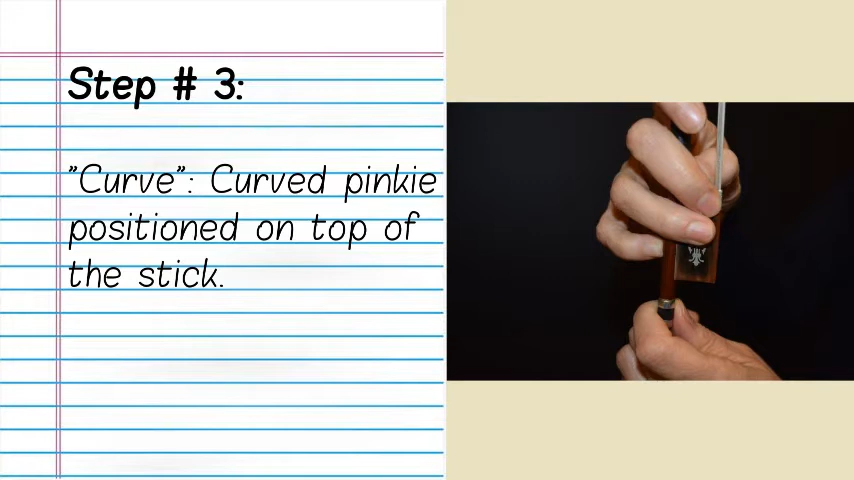 Step # 3:
"Curve": Curved pinkie
positioned on top of
the stick.